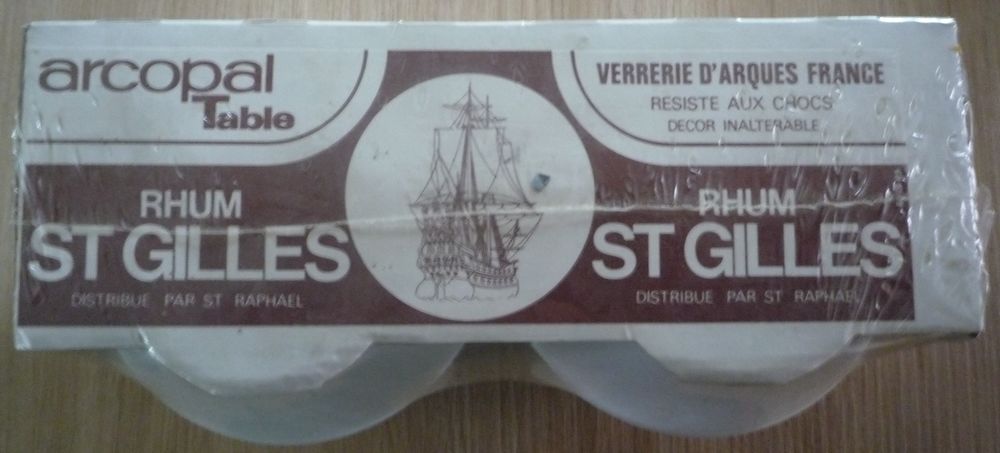 arcopal
Table
VERRERIE D'ARQUES FRANCE
RESISTE AUX CHOCS
DECOR INALTERABLE
RHUM
ST GILLES
DISTRIBUE PAR ST RAPHAEL
RHUM
ST GILLES
DISTRIBUE PAR ST RAPHAEL